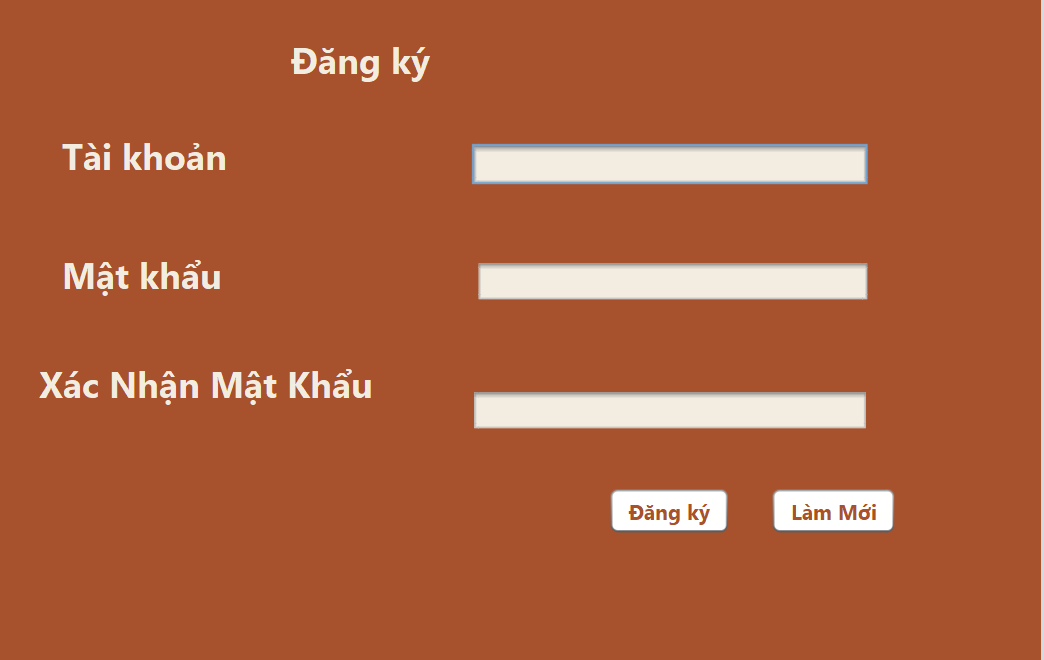 Đăng ký
Tài khoản
Mật khẩu
Xác Nhận Mật Khẩu
Đăng ký
Làm Mới